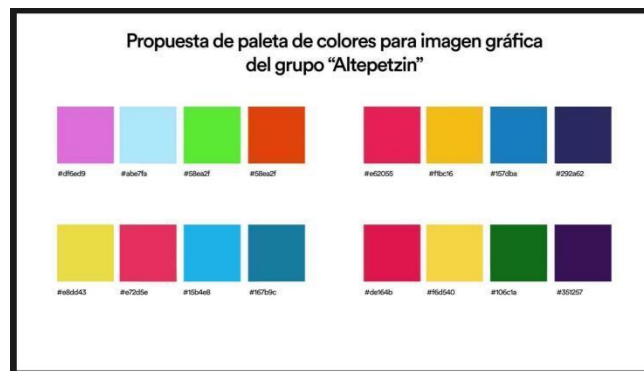 Propuesta de paleta de colores para imagen gráfica
del grupo “Altepetzin”
#df6ed9 #abe7fa #58ea2f #58ea2f
#e62055 #f1bc16 #157dba #292a62
#e8dd43 #e72d5e #15b4e8 #167b9c
#de164b #f6d540 #106c1a #351257